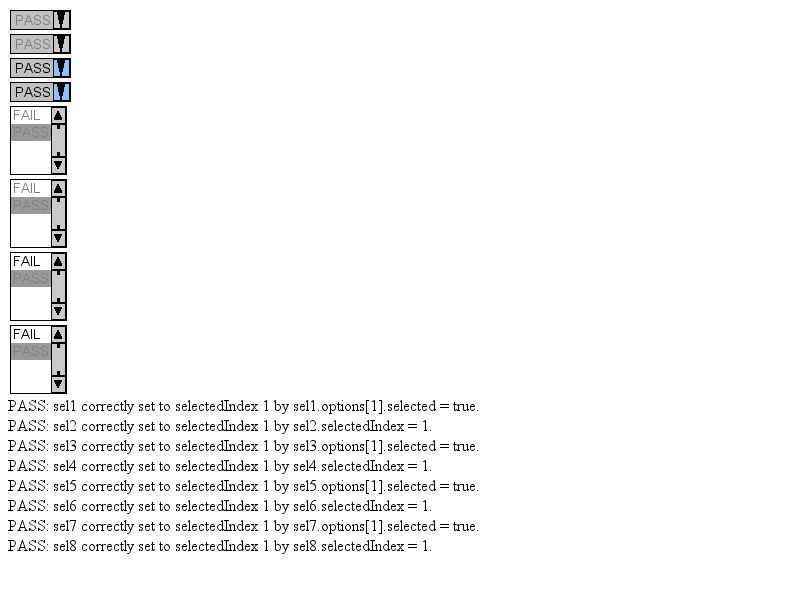 PASS
PASS
PASS
PASS
FAIL
PASS
FAIL
PASS
FAIL
PASS
FAIL
PASS
PASS: sel1 correctly set to selectedIndex 1 by sel1.options[1].selected = true.
PASS: sel2 correctly set to selectedIndex 1 by sel2.selectedIndex = 1.
PASS: sel3 correctly set to selectedIndex 1 by sel3.options[1].selected = true.
PASS: sel4 correctly set to selectedIndex 1 by sel4.selectedIndex = 1.
PASS: sel5 correctly set to selectedIndex 1 by sel5.options[1].selected = true.
PASS: sel6 correctly set to selectedIndex 1 by sel6.selectedIndex = 1.
PASS: sel7 correctly set to selectedIndex 1 by sel7.options[1].selected = true.
PASS: sel8 correctly set to selectedIndex 1 by sel8.selectedIndex = 1.